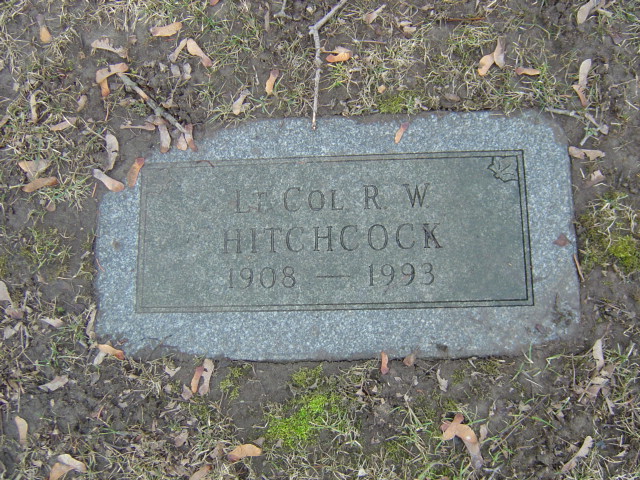 Lt Col R. W
HITCHCOCK
1908 — 1993